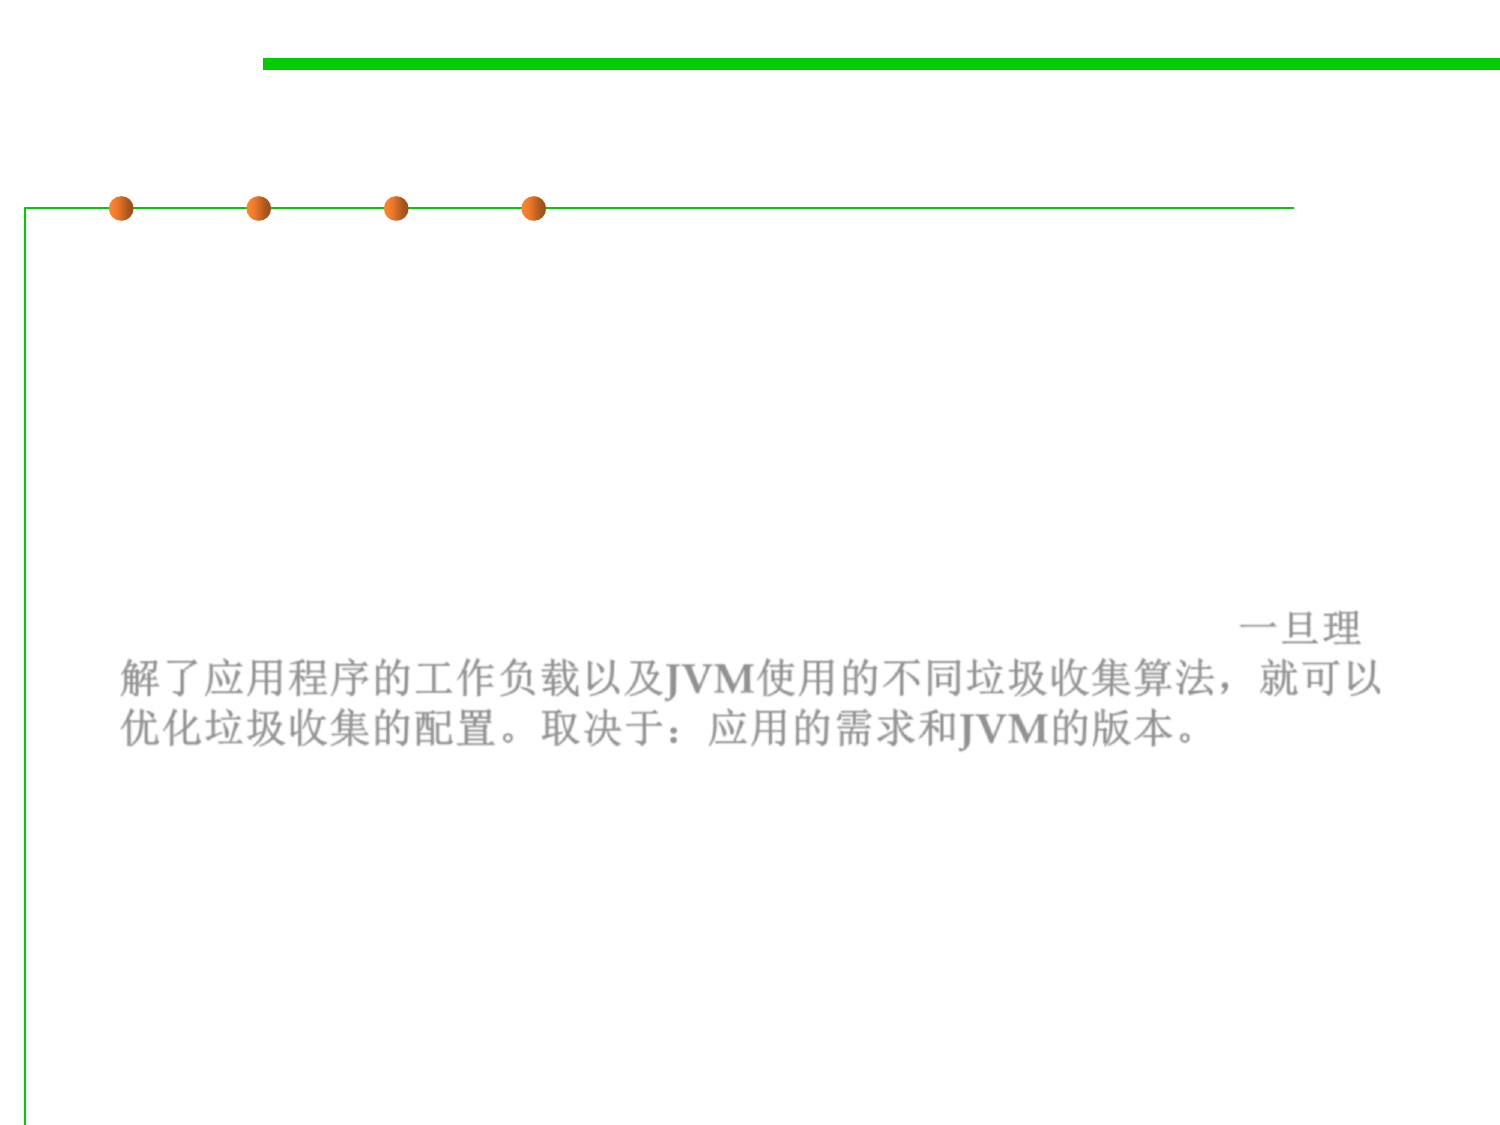 一旦理
解了应用程序的工作负载以及JVM使用的不同垃圾收集算法，就可以
优化垃圾收集的配置。取决于：应用的需求和JVM的版本。